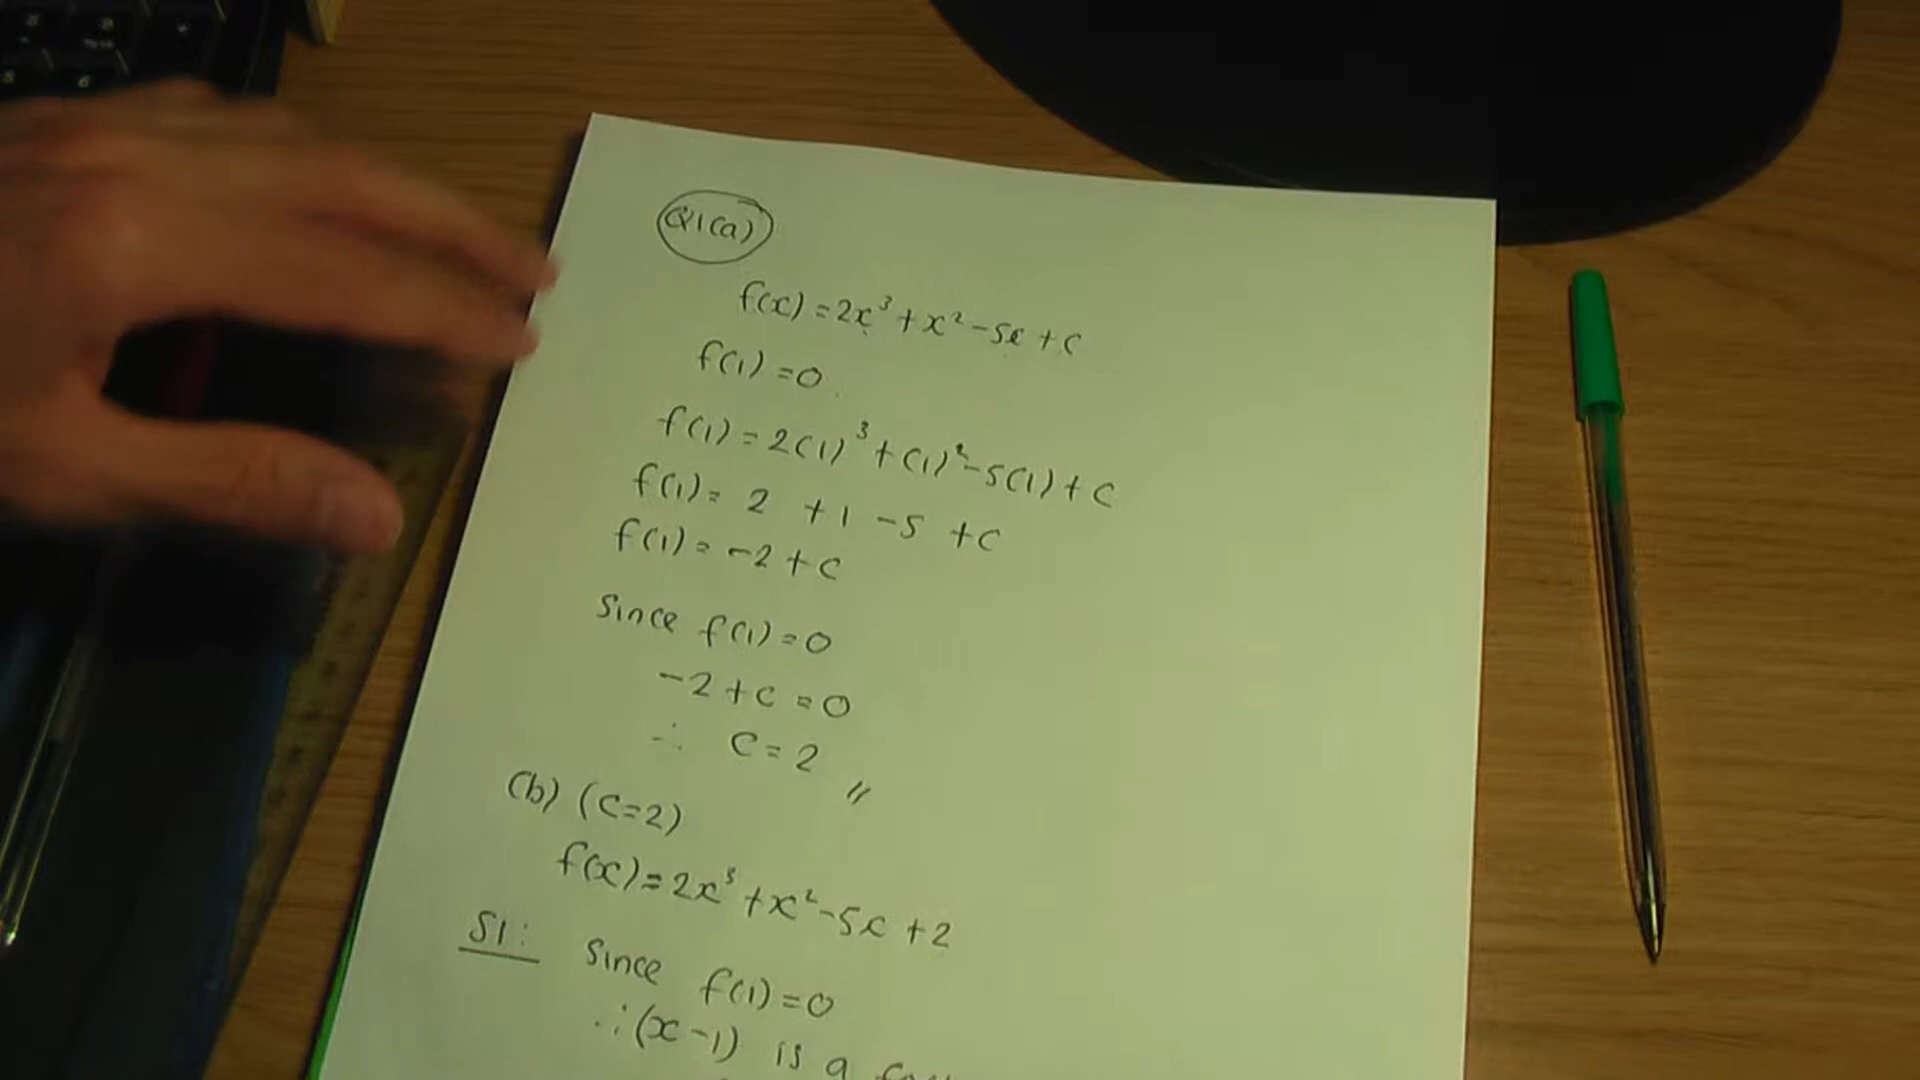 Q1(a)
f(x) = 2x³ + x² - 5x + c
f(1) = 0
f(1) = 2(1)³ + (1)² - 5(1) + c
f(1) = 2 + 1 - 5 + c
f(1) = -2 + c
Since f(1) = 0
-2 + c = 0
∴ c = 2 //
(b) (c=2)
f(x) = 2x³ + x² - 5x + 2
S1: Since f(1) = 0
∴ (x - 1) is a